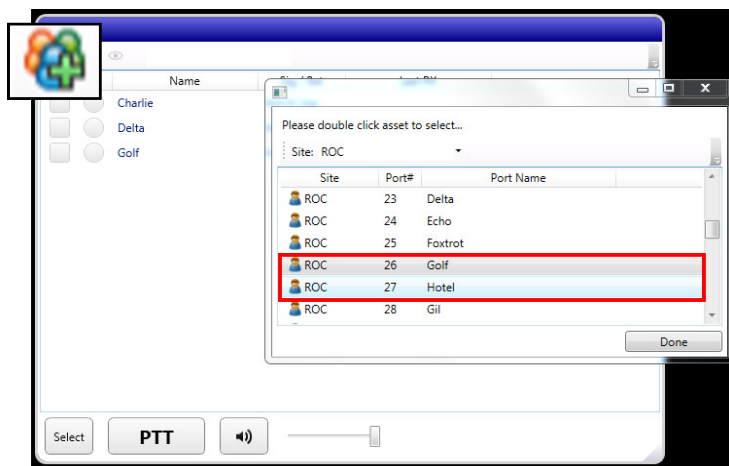 Name
Charlie
Delta
Golf
Please double click asset to select...
Site: ROC
Site Port# Port Name
ROC 23 Delta
ROC 24 Echo
ROC 25 Foxtrot
ROC 26 Golf
ROC 27 Hotel
ROC 28 Gil
Done
Select PTT